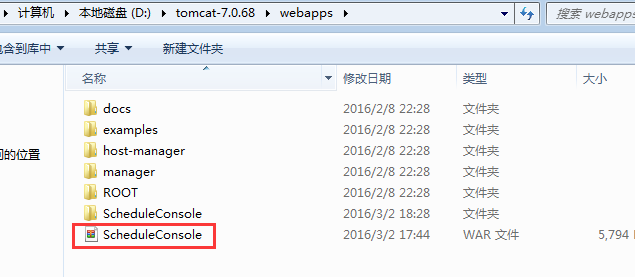 计算机 ▸ 本地磁盘 (D:) ▸ tomcat-7.0.68 ▸ webapps ▸
搜索 webapps
含到库中 共享 新建文件夹
名称 修改日期 类型 大小
docs 2016/2/8 22:28 文件夹
examples 2016/2/8 22:28 文件夹
host-manager 2016/2/8 22:28 文件夹
的位置
manager 2016/2/8 22:28 文件夹
ROOT 2016/2/8 22:28 文件夹
ScheduleConsole 2016/3/2 18:28 文件夹
ScheduleConsole 2016/3/2 17:44 WAR 文件 5,794